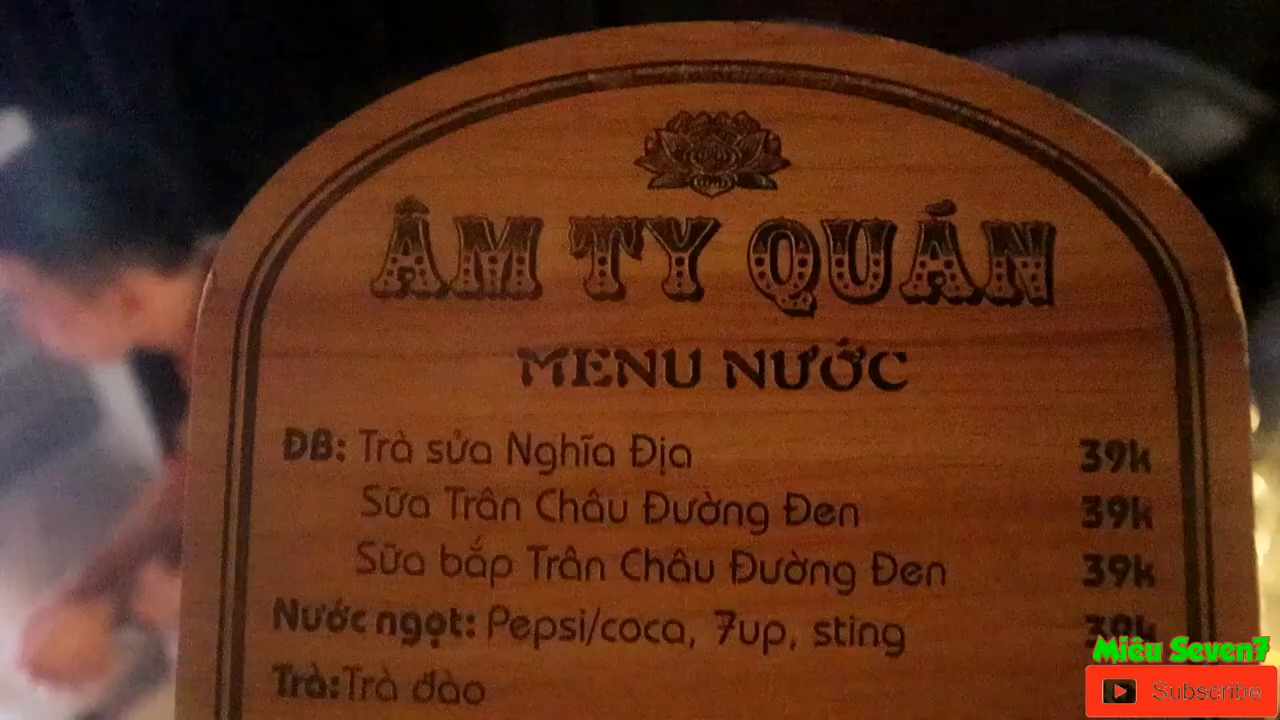 ÂM TY QUÁN
MENU NƯỚC
ĐB: Trà sửa Nghĩa Địa 39k
Sữa Trân Châu Đường Đen 39k
Sữa bắp Trân Châu Đường Đen 39k
Nước ngọt: Pepsi/coca, 7up, sting
Trà:Trà đào
Miêu Seven7
Subscribe